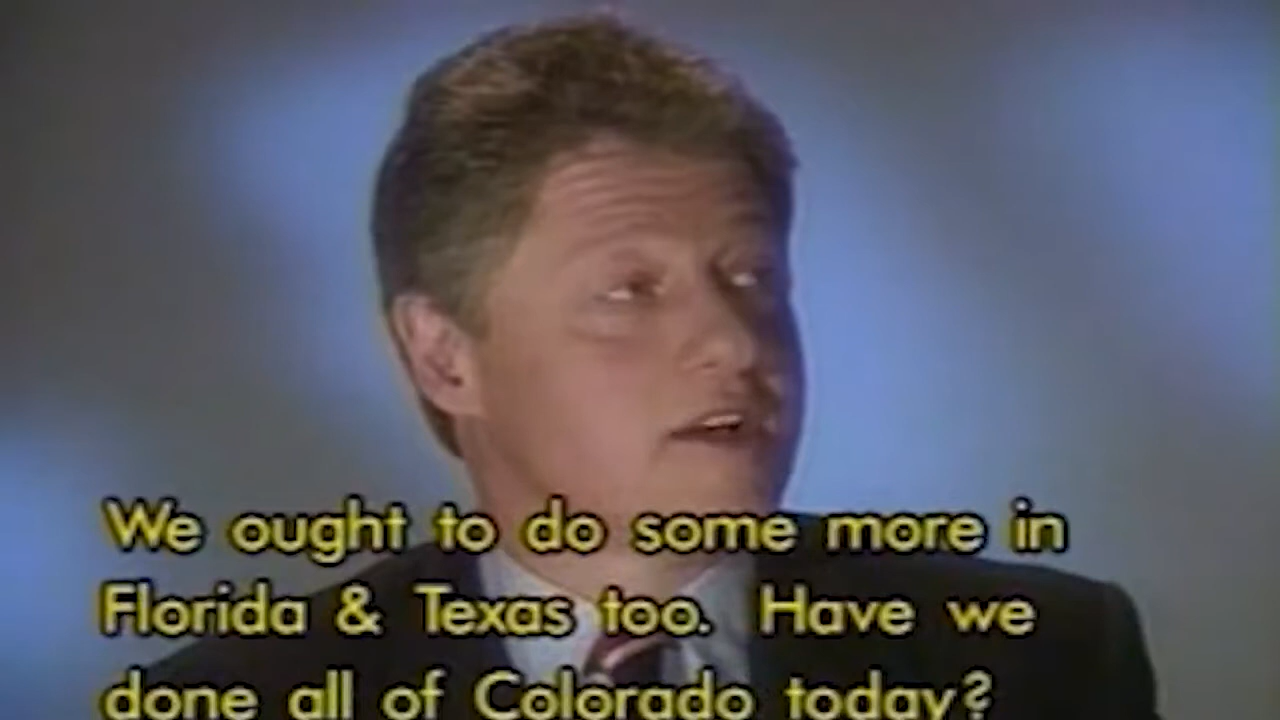 We ought to do some more in
Florida & Texas too. Have we
done all of Colorado today?